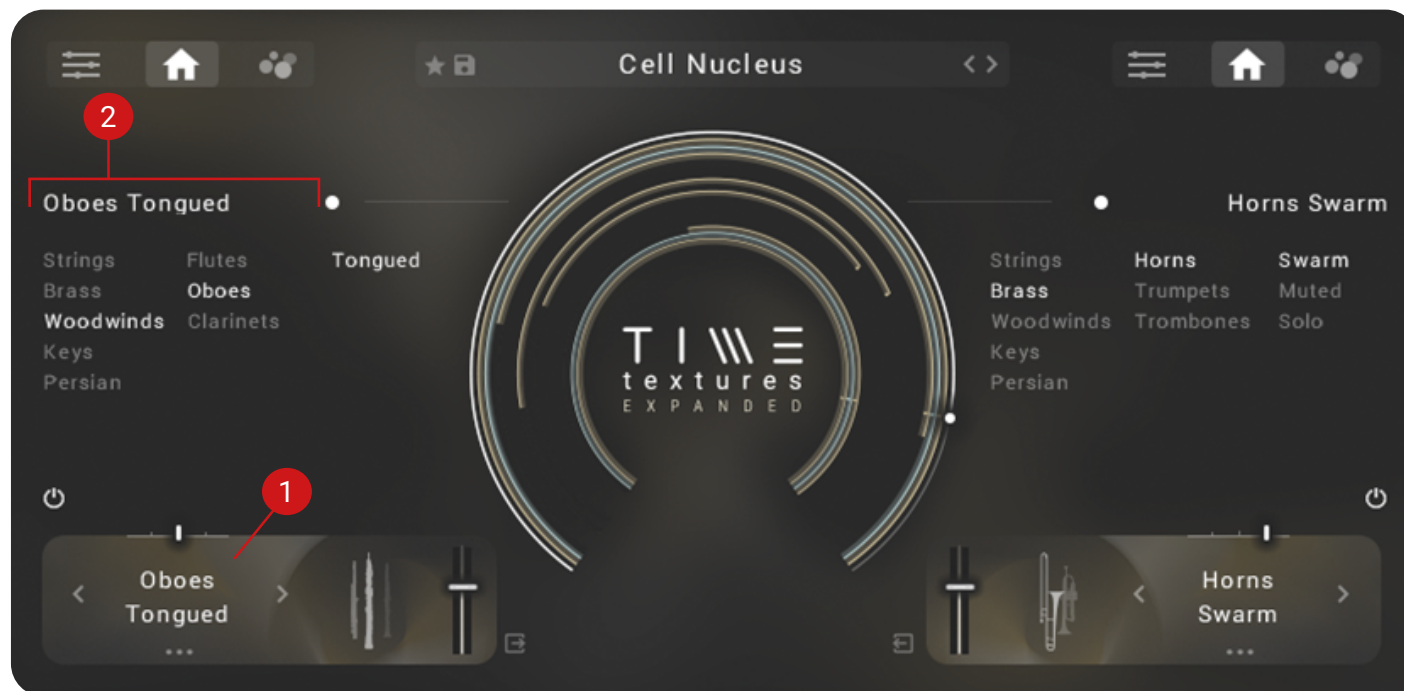 Cell Nucleus
2
Oboes Tongued
Horns Swarm
Strings Flutes Tongued
Brass Oboes
Woodwinds Clarinets
Keys
Persian
Strings Horns Swarm
Brass Trumpets Muted
Woodwinds Trombones Solo
Keys
Persian
TIME
textures
EXPANDED
1
Oboes
Tongued
Horns
Swarm